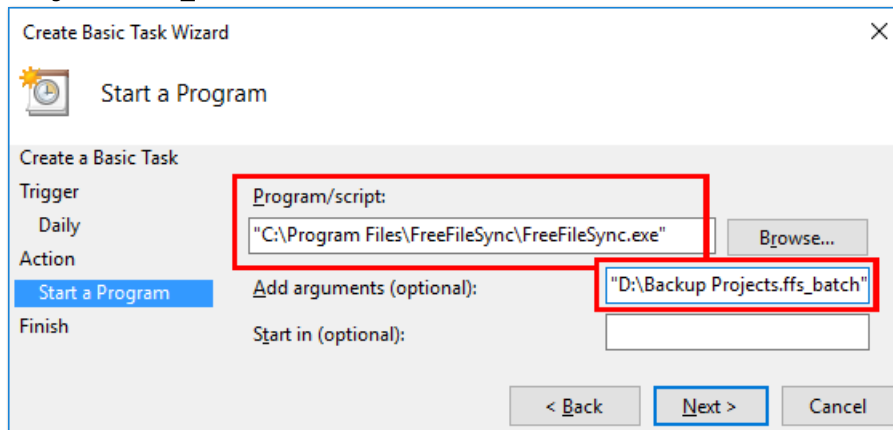 Create Basic Task Wizard
Start a Program
Create a Basic Task
Trigger
Program/script:
Daily
"C:\Program Files\FreeFileSync\FreeFileSync.exe"
Browse...
Action
Start a Program
Add arguments (optional):
"D:\Backup Projects.ffs_batch"
Finish
Start in (optional):
< Back
Next >
Cancel